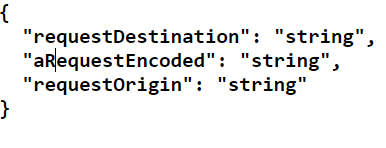 {
"requestDestination": "string",
"aRequestEncoded": "string",
"requestOrigin": "string"
}